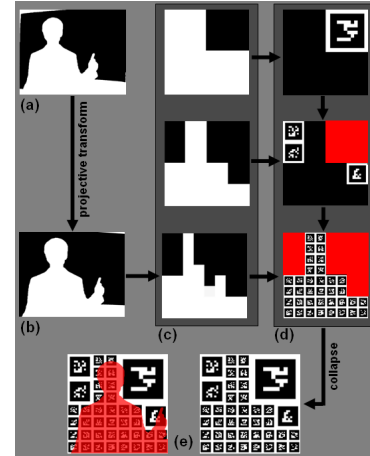 (a)
projective transform
(b)
(c)
(d)
collapse
(e)